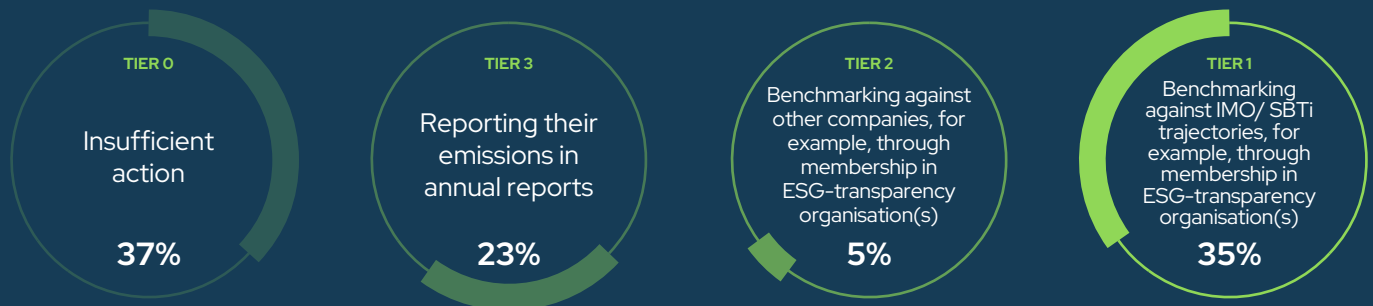 TIER 0
Insufficient
action
37%
TIER 3
Reporting their
emissions in
annual reports
23%
TIER 2
Benchmarking against
other companies, for
example, through
membership in
ESG-transparency
organisation(s)
5%
TIER 1
Benchmarking
against IMO/ SBTi
trajectories, for
example, through
membership in
ESG-transparency
organisation(s)
35%